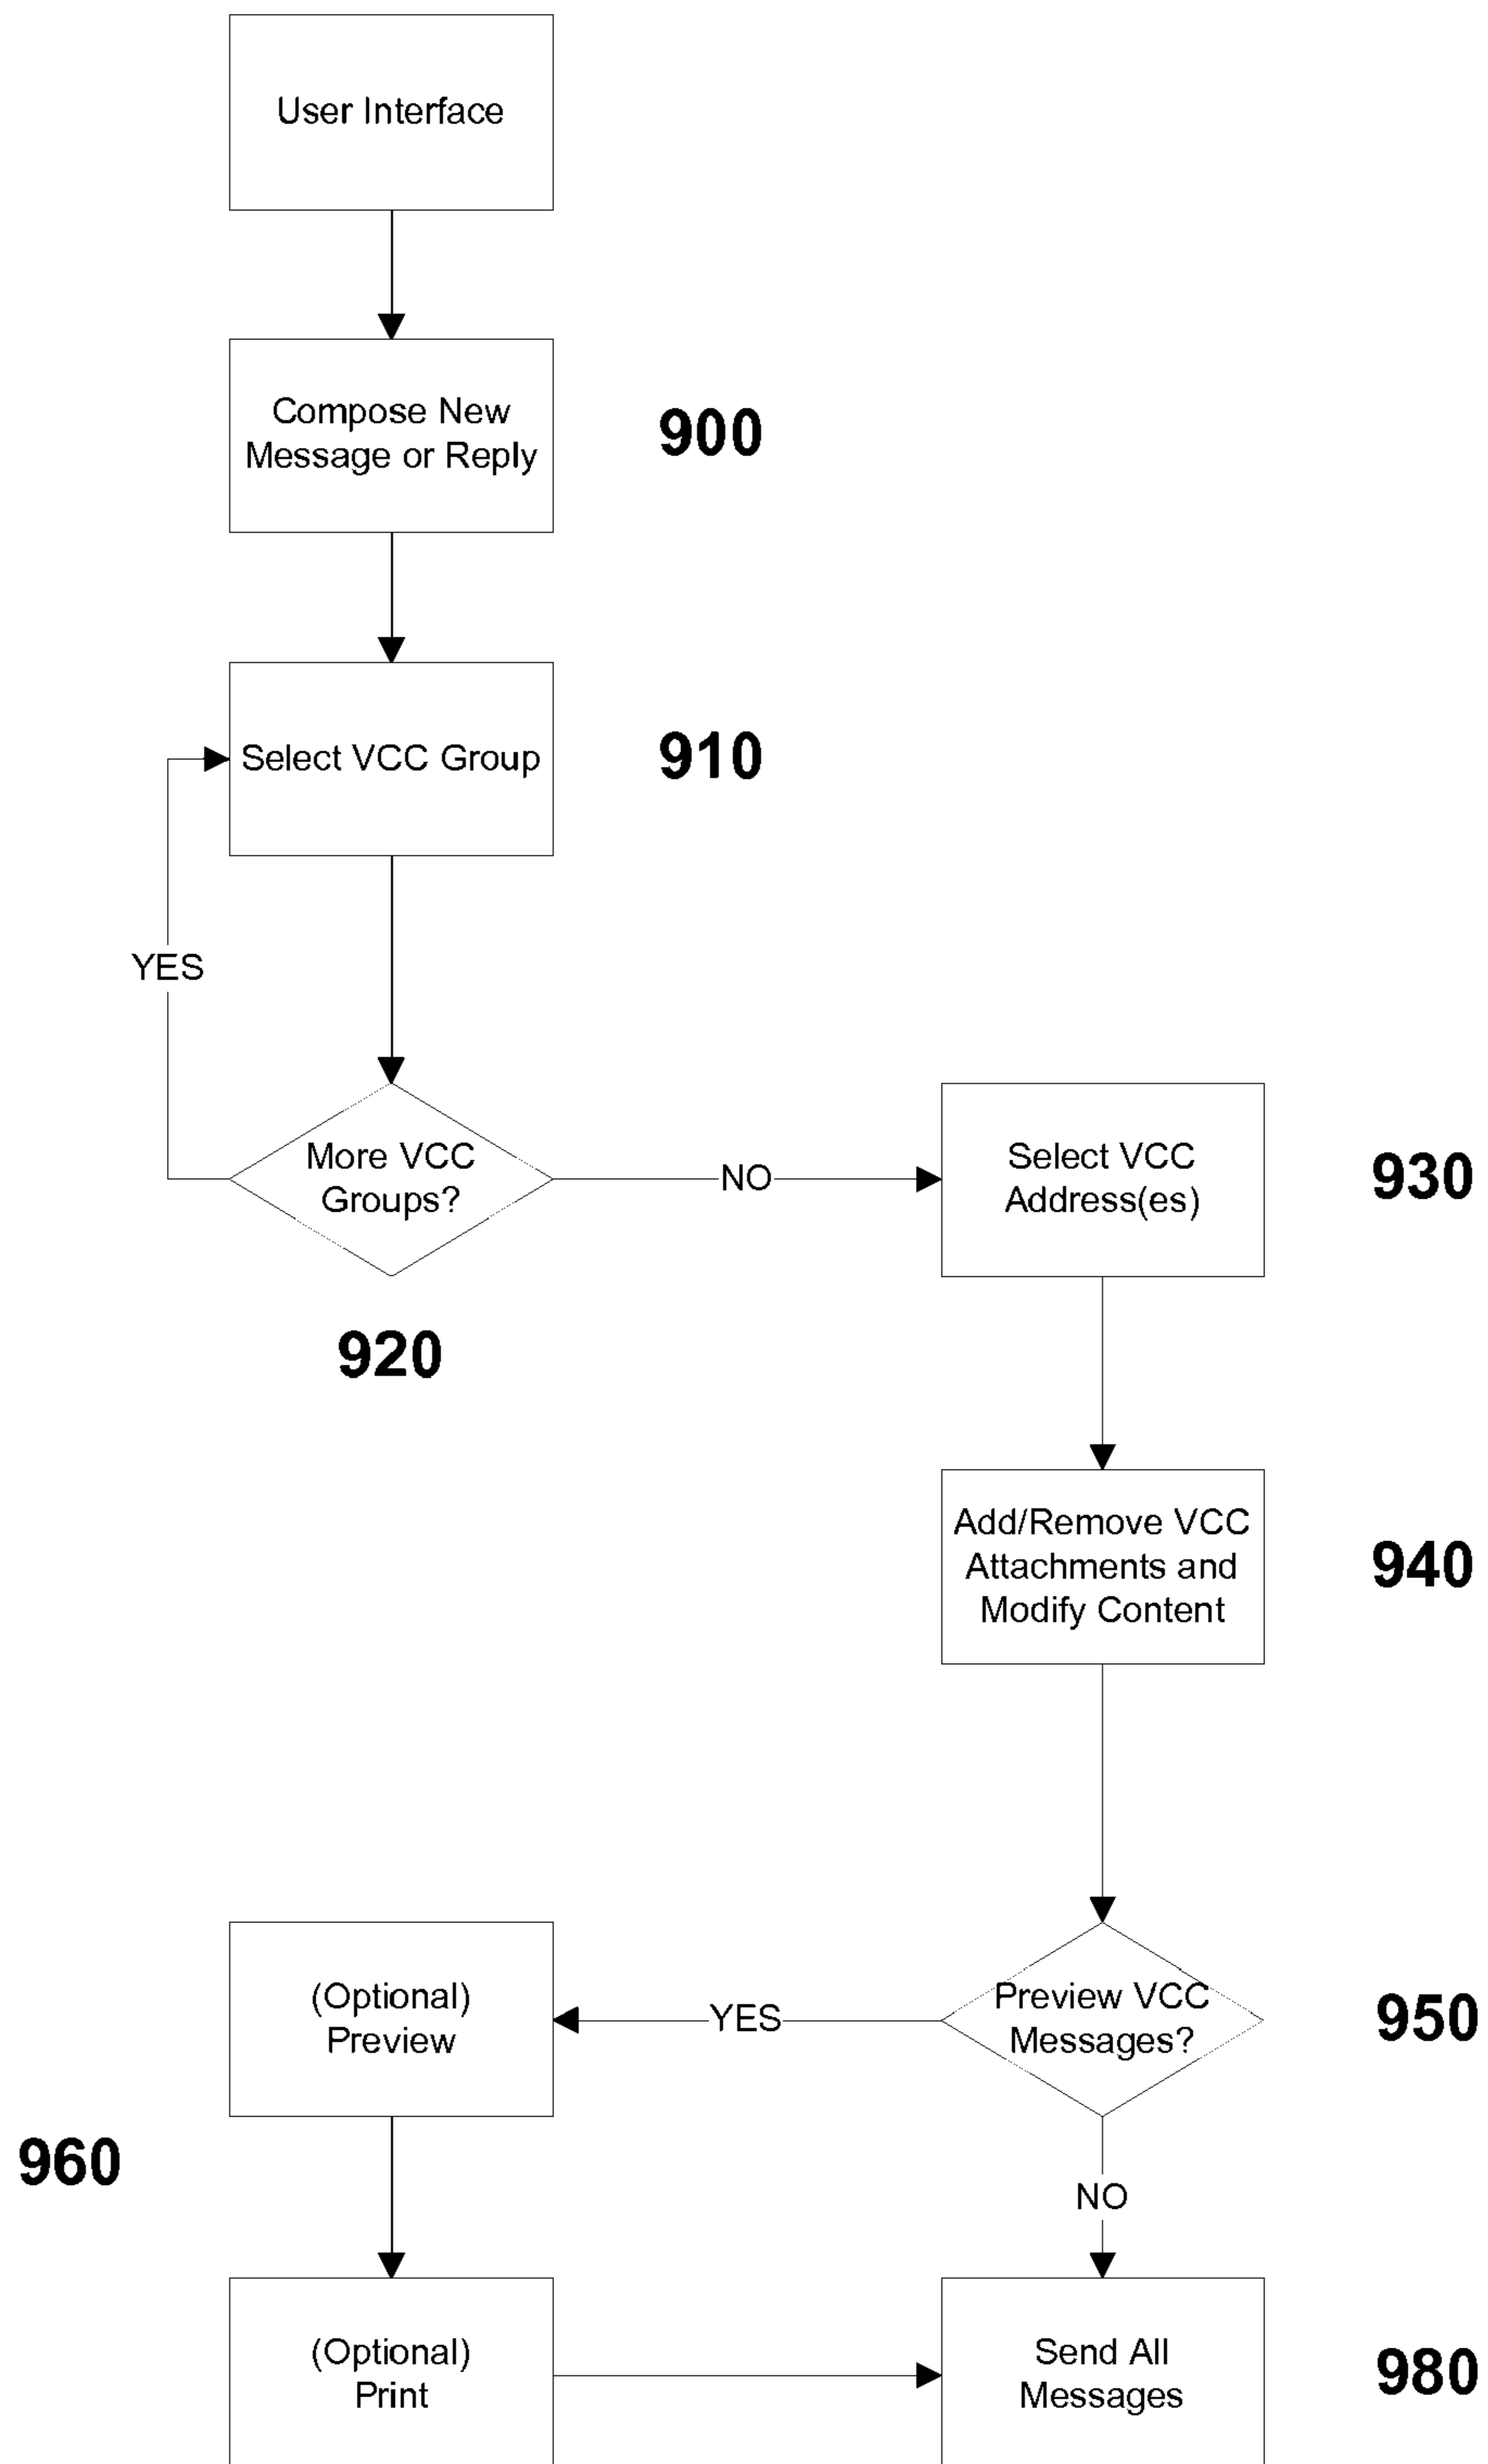 User Interface
Compose New
Message or Reply
900
Select VCC Group
910
YES
More VCC
Groups?
NO
Select VCC
Address(es)
930
920
Add/Remove VCC
Attachments and
Modify Content
940
(Optional)
Preview
YES
Preview VCC
Messages?
950
960
NO
(Optional)
Print
Send All
Messages
980